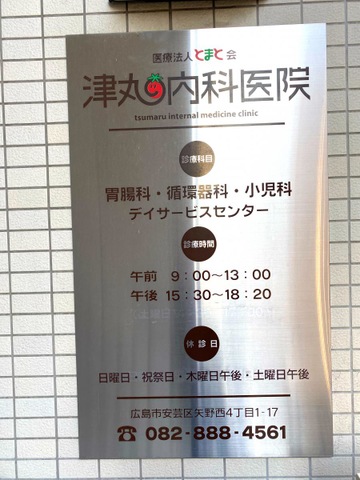 医療法人とまと会
津丸内科医院
tsumaru internal medicine clinic
診療科目
胃腸科・循環器科・小児科
デイサービスセンター
診療時間
午前 9：00〜13：00
午後 15：30〜18：20
休診日
日曜日・祝祭日・木曜日午後・土曜日午後
広島市安芸区矢野西4丁目1-17
☎ 082-888-4561